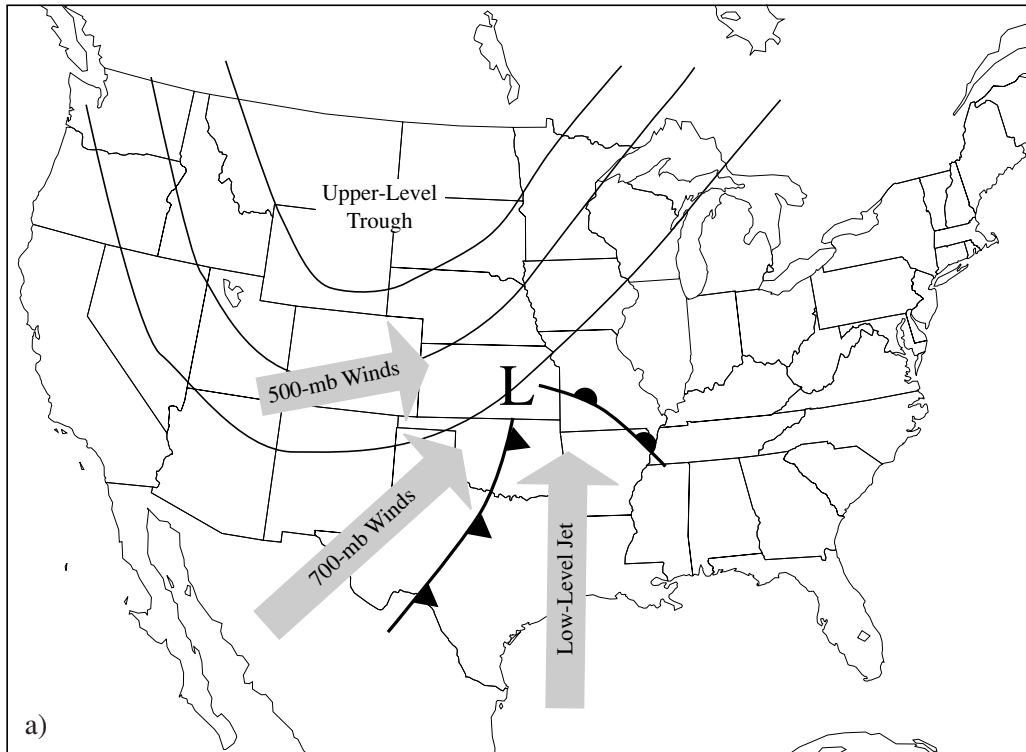 Upper-Level
Trough
500-mb Winds
L
700-mb Winds
Low-Level Jet
a)